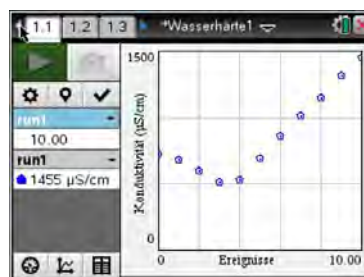 1.1 1.2 1.3 *Wasserhärte1
run1
10.00
run1
1455 µS/cm
1500
Konduktivität (µS/cm)
0
0 Ereignisse 10.00